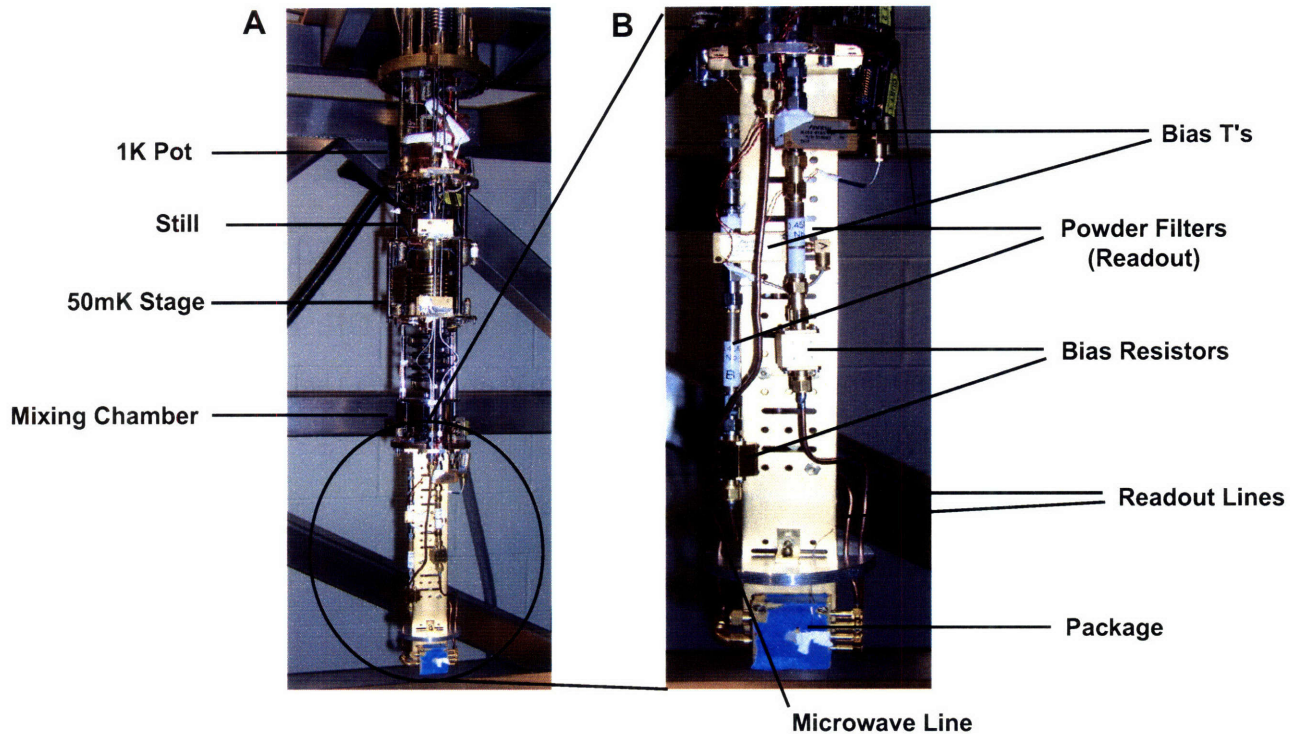 A
B
1K Pot
Still
50mK Stage
Mixing Chamber
Bias T's
Powder Filters
(Readout)
Bias Resistors
Readout Lines
Package
Microwave Line